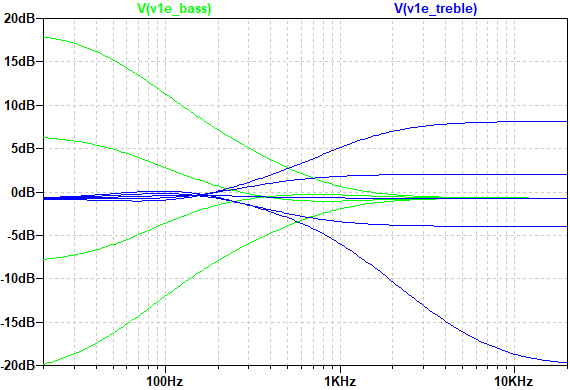 V(v1e_bass) V(v1e_treble)
20dB
15dB
10dB
5dB
0dB
-5dB
-10dB
-15dB
-20dB
100Hz 1KHz 10KHz